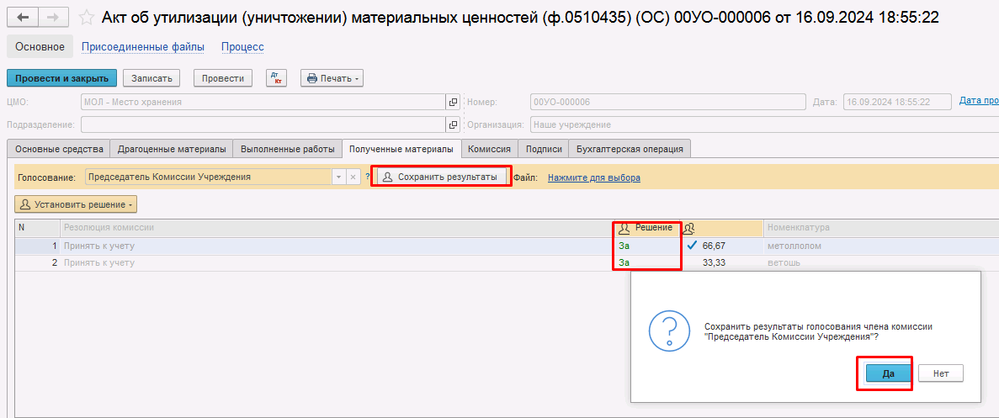 Акт об утилизации (уничтожении) материальных ценностей (ф.0510435) (ОС) 00УО-000006 от 16.09.2024 18:55:22
Основное Присоединенные файлы Процесс
Провести и закрыть Записать Провести Дт Кт Печать
ЦМО: МОЛ - Место хранения Номер: 00УО-000006 Дата: 16.09.2024 18:55:22 Дата про
Подразделение: Организация: Наше учреждение
Основные средства Драгоценные материалы Выполненные работы Полученные материалы Комиссия Подписи Бухгалтерская операция
Голосование: Председатель Комиссии Учреждения ? Сохранить результаты Файл: Нажмите для выбора
Установить решение
N Резолюция комиссии Решение Номенклатура
1 Принять к учету За 66,67 метоллолом
2 Принять к учету За 33,33 ветошь
Сохранить результаты голосования члена комиссии
"Председатель Комиссии Учреждения"?
Да Нет